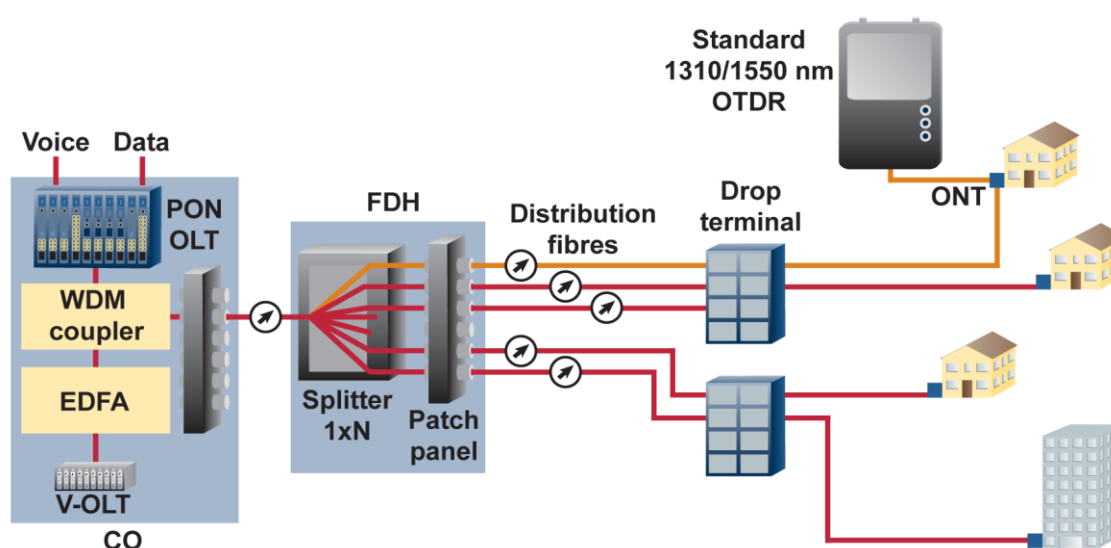 Standard
1310/1550 nm
OTDR
Voice Data
PON
OLT
FDH
Distribution
fibres
Drop
terminal
ONT
WDM
coupler
EDFA
Splitter
1xN
Patch
panel
V-OLT
CO